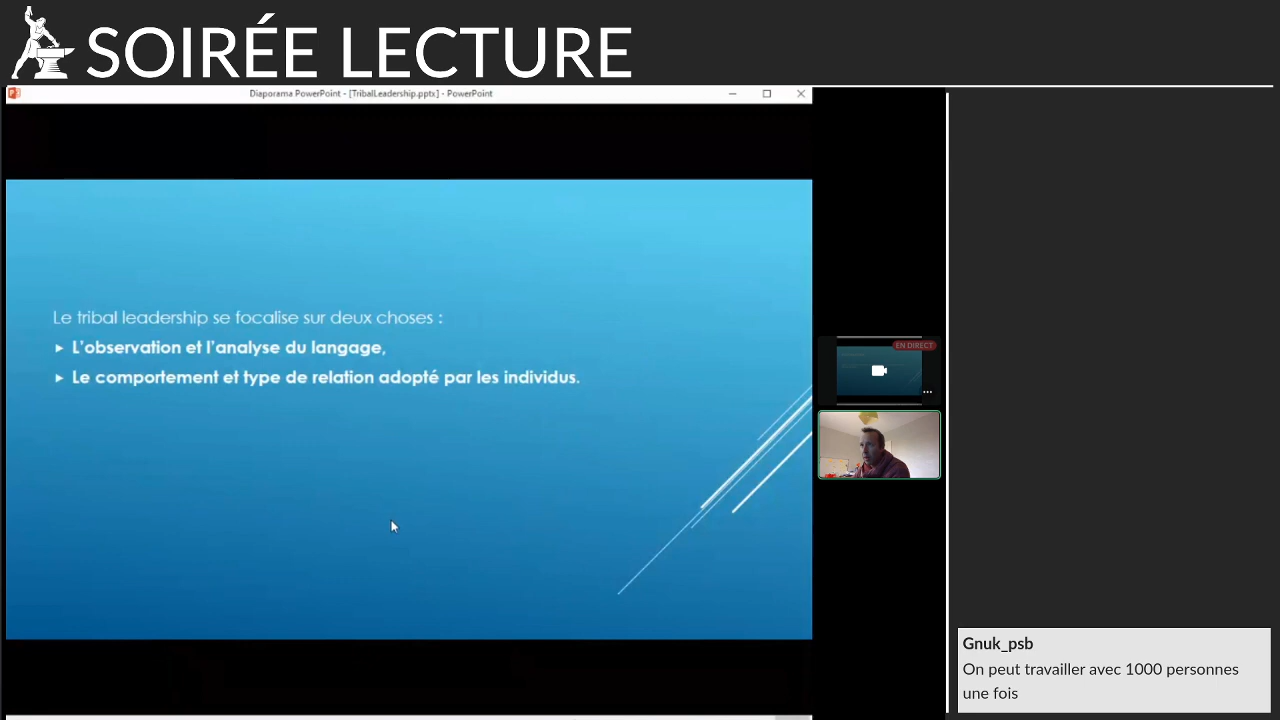 SOIRÉE LECTURE
Diaporama PowerPoint - [TribalLeadership.pptx] - PowerPoint
Le tribal leadership se focalise sur deux choses :
► L'observation et l'analyse du langage,
► Le comportement et type de relation adopté par les individus.
EN DIRECT
Gnuk_psb
On peut travailler avec 1000 personnes
une fois